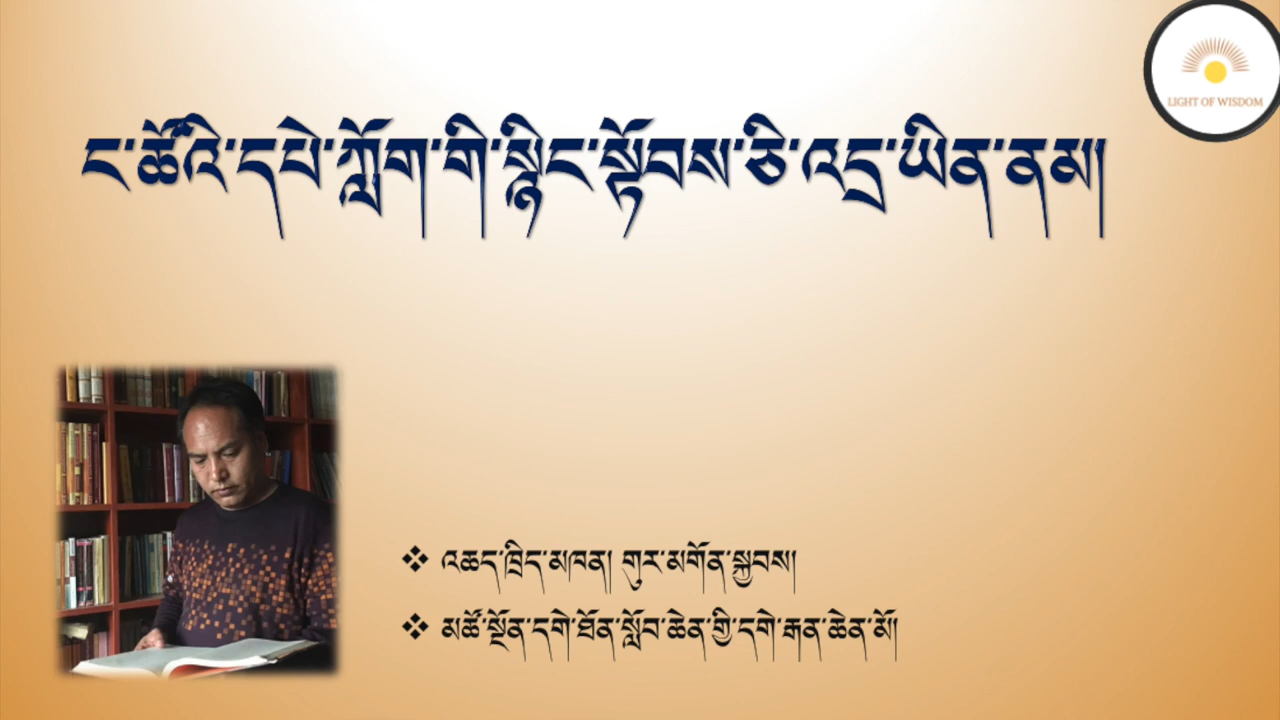 LIGHT OF WISDOM
ང་ཚོའི་དཔེ་ཀློག་གི་སྙིང་སྟོབས་ཅི་འདྲ་ཡིན་ནམ།
འཆད་ཁྲིད་མཁན། གུར་མགོན་སྐྱབས།
མཚོ་སྔོན་དགེ་ཐོན་སློབ་ཆེན་གྱི་དགེ་རྒན་ཆེན་མོ།